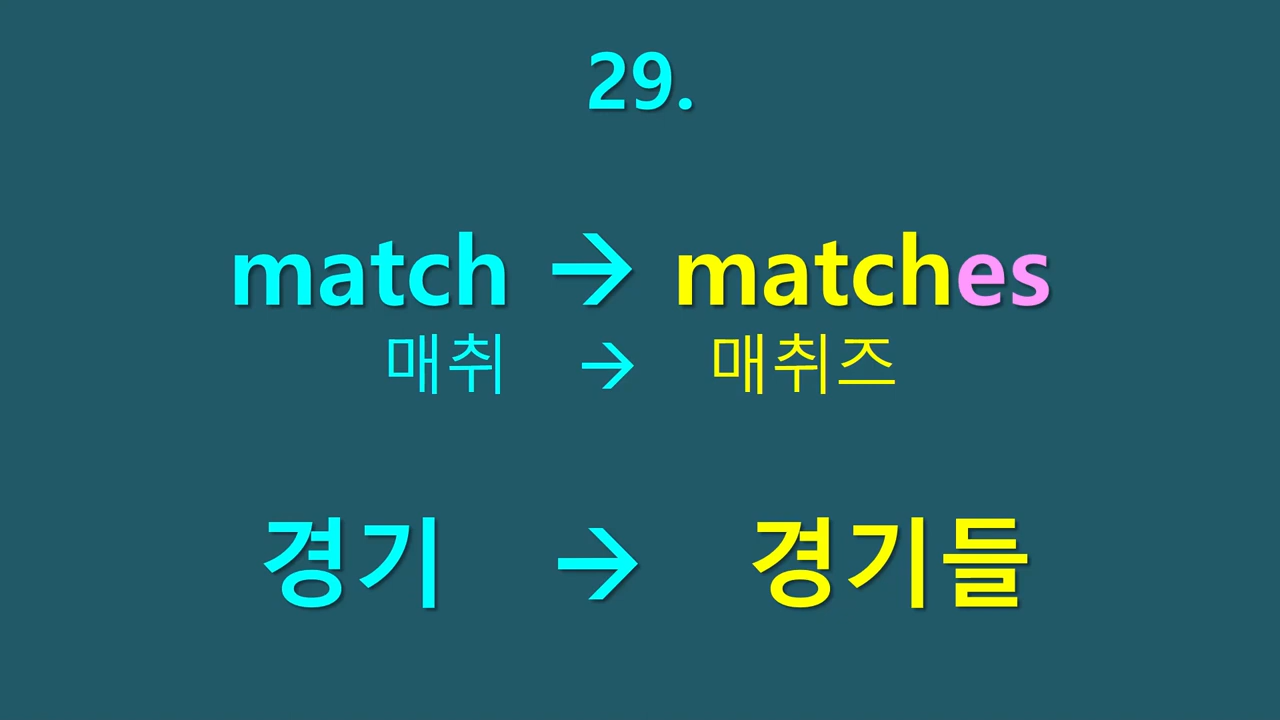 29.
match → matches
매취 → 매취즈
경기 → 경기들